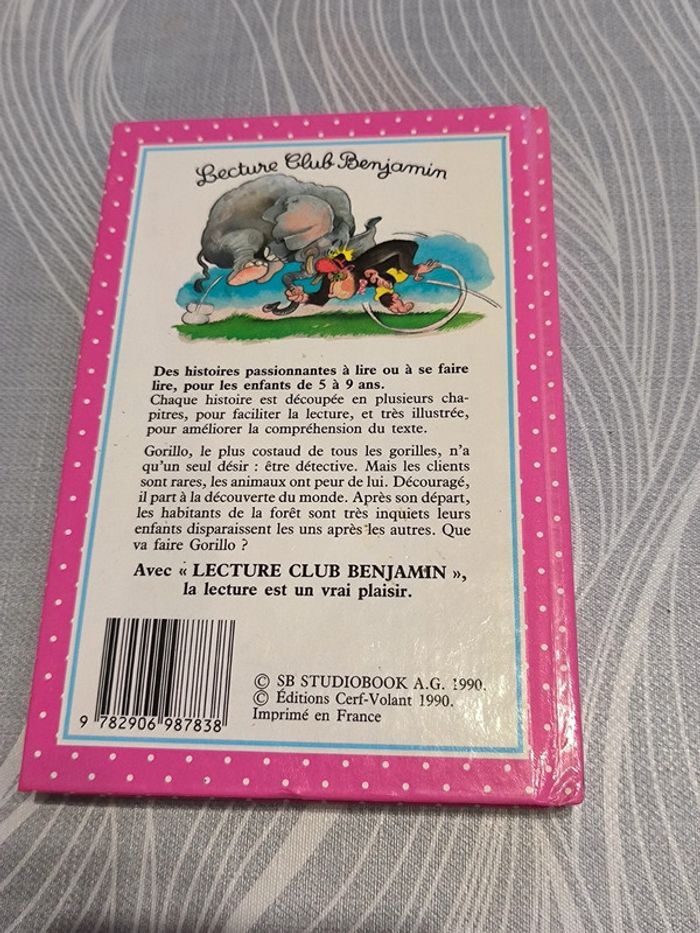 Lecture Club Benjamin
Des histoires passionnantes à lire ou à se faire
lire, pour les enfants de 5 à 9 ans.
Chaque histoire est découpée en plusieurs cha-
pitres, pour faciliter la lecture, et très illustrée,
pour améliorer la compréhension du texte.
Gorillo, le plus costaud de tous les gorilles, n'a
qu'un seul désir : être détective. Mais les clients
sont rares, les animaux ont peur de lui. Découragé,
il part à la découverte du monde. Après son départ,
les habitants de la forêt sont très inquiets leurs
enfants disparaissent les uns après les autres. Que
va faire Gorillo ?
Avec « LECTURE CLUB BENJAMIN »,
la lecture est un vrai plaisir.
© SB STUDIOBOOK A.G. 1990.
© Éditions Cerf-Volant 1990.
Imprimé en France
9 782906 987838